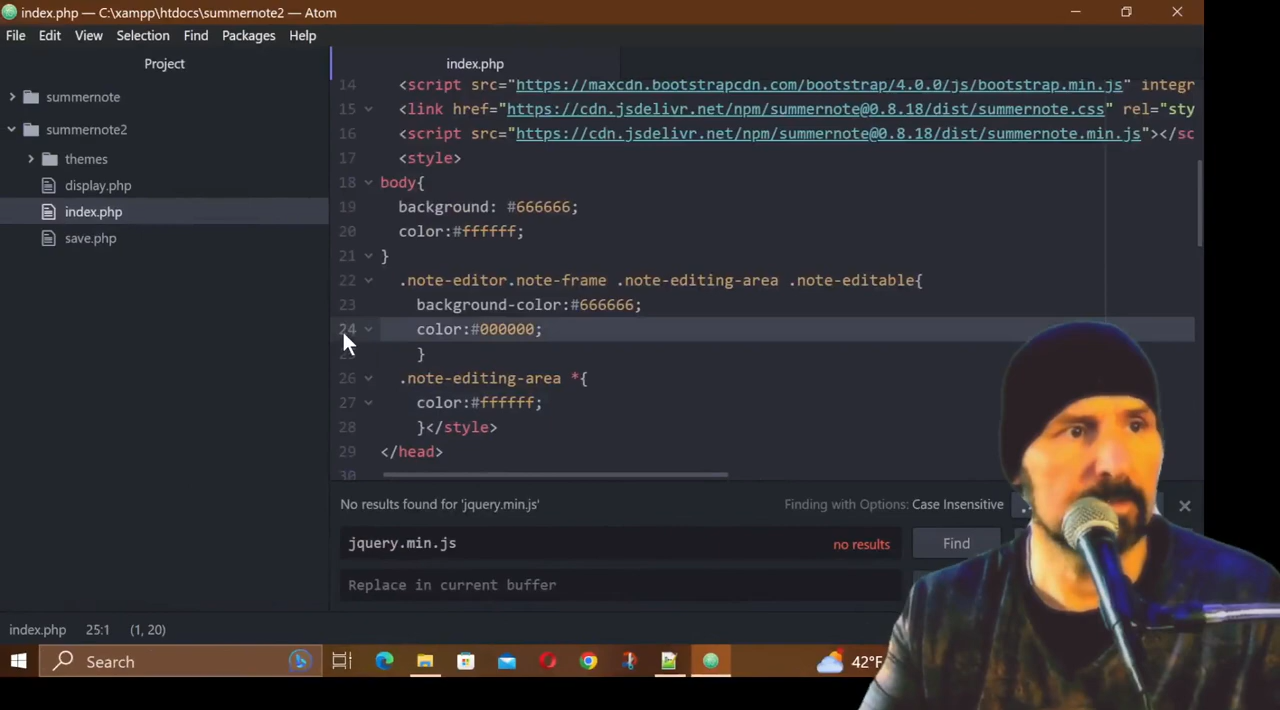 index.php — C:\xampp\htdocs\summernote2 — Atom
File Edit View Selection Find Packages Help
Project
summernote
summernote2
themes
display.php
index.php
save.php
index.php
14 <script src="https://maxcdn.bootstrapcdn.com/bootstrap/4.0.0/js/bootstrap.min.js" integr
15 <link href="https://cdn.jsdelivr.net/npm/summernote@0.8.18/dist/summernote.css" rel="sty
16 <script src="https://cdn.jsdelivr.net/npm/summernote@0.8.18/dist/summernote.min.js"></sc
17 <style>
18 body{
19 background: #666666;
20 color:#ffffff;
21 }
22 .note-editor.note-frame .note-editing-area .note-editable{
23 background-color:#666666;
24 color:#000000;
25 }
26 .note-editing-area *{
27 color:#ffffff;
28 }</style>
29 </head>
30
No results found for 'jquery.min.js' Finding with Options: Case Insensitive
jquery.min.js no results Find
Replace in current buffer
index.php 25:1 (1, 20)
Search 42°F